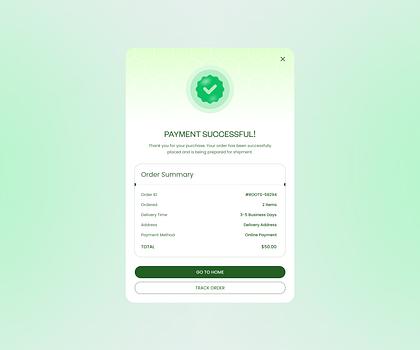 PAYMENT SUCCESSFUL!
Thank you for your purchase. Your order has been successfully
placed and is being prepared for shipment.
Order Summary
Order ID #ROOTS-58294
Ordered 2 Items
Delivery Time 3-5 Business Days
Address Delivery Address
Payment Method Online Payment
TOTAL $50.00
GO TO HOME
TRACK ORDER